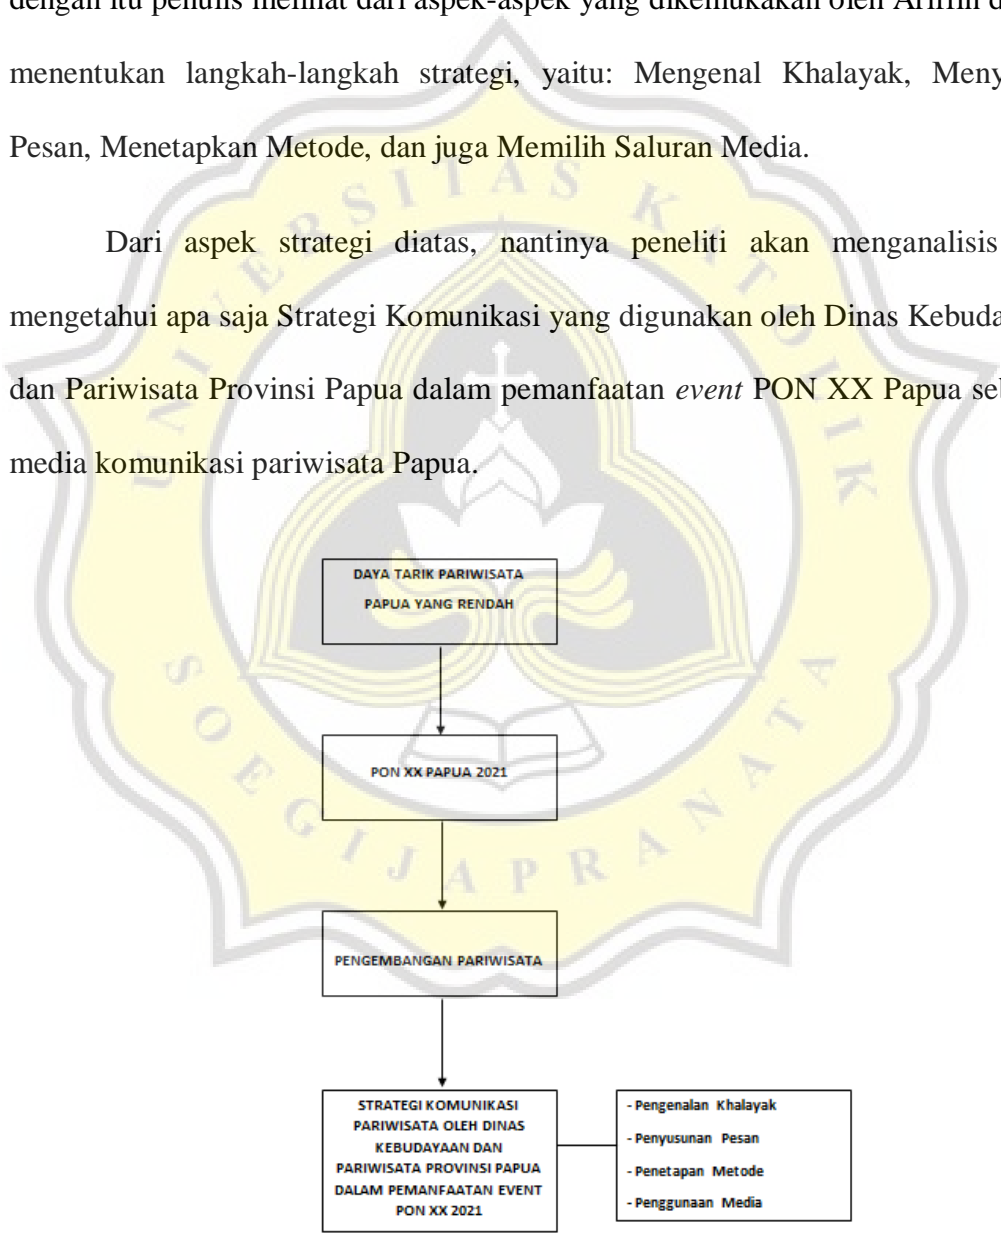 dengan itu penulis melihat dari aspek-aspek yang dikemukakan oleh Arifin
menentukan langkah-langkah strategi, yaitu: Mengenal Khalayak, Meny
Pesan, Menetapkan Metode, dan juga Memilih Saluran Media.
Dari aspek strategi diatas, nantinya peneliti akan menganalisis
mengetahui apa saja Strategi Komunikasi yang digunakan oleh Dinas Kebuda
dan Pariwisata Provinsi Papua dalam pemanfaatan event PON XX Papua seb
media komunikasi pariwisata Papua.
DAYA TARIK PARIWISATA
PAPUA YANG RENDAH
PON XX PAPUA 2021
PENGEMBANGAN PARIWISATA
STRATEGI KOMUNIKASI
PARIWISATA OLEH DINAS
KEBUDAYAAN DAN
PARIWISATA PROVINSI PAPUA
DALAM PEMANFAATAN EVENT
PON XX 2021
- Pengenalan Khalayak
- Penyusunan Pesan
- Penetapan Metode
- Penggunaan Media
UNIVERSITAS KATOLIK
SOEGIJAPRANATA